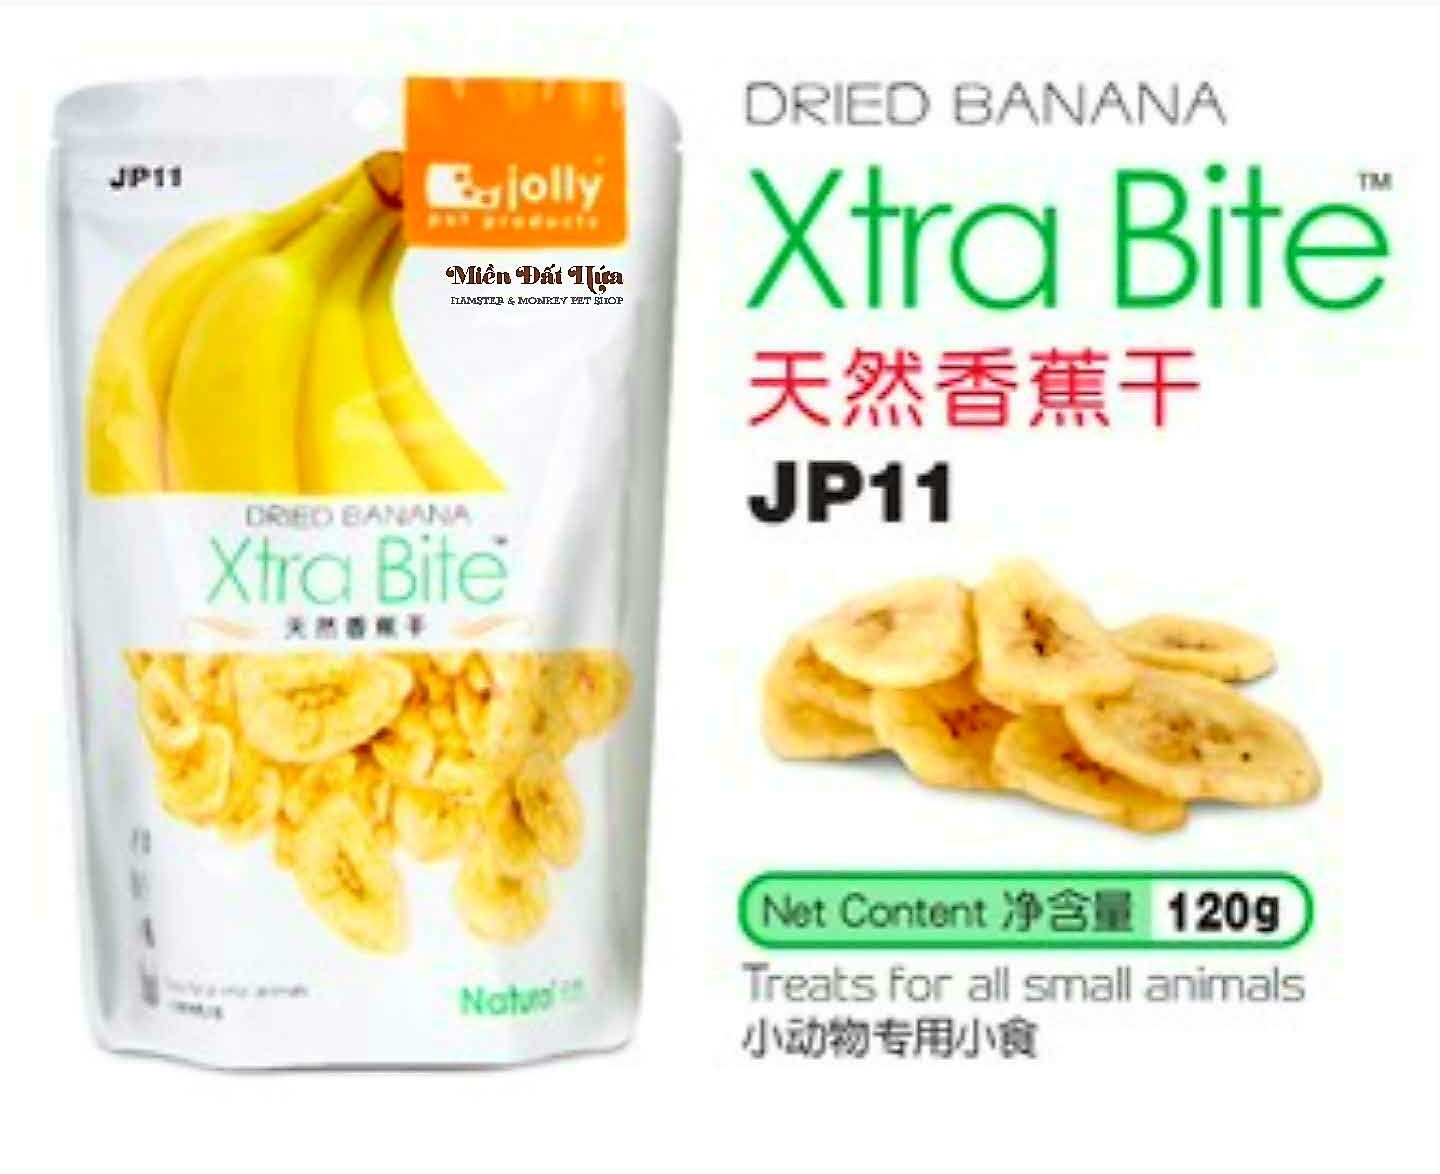 JP11
jolly
pet products
Miền Đất Hứa
HAMSTER & MONKEY PET SHOP
DRIED BANANA
Xtra Bite™
天然香蕉干
Natural
DRIED BANANA
Xtra Bite™
天然香蕉干
JP11
Net Content 净含量 120g
Treats for all small animals
小动物专用小食